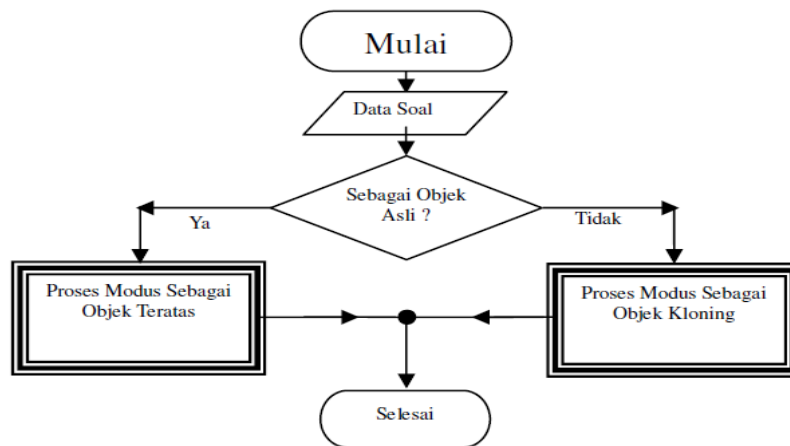 Mulai
Data Soal
Sebagai Objek
Asli ?
Ya
Tidak
Proses Modus Sebagai
Objek Teratas
Proses Modus Sebagai
Objek Kloning
Selesai